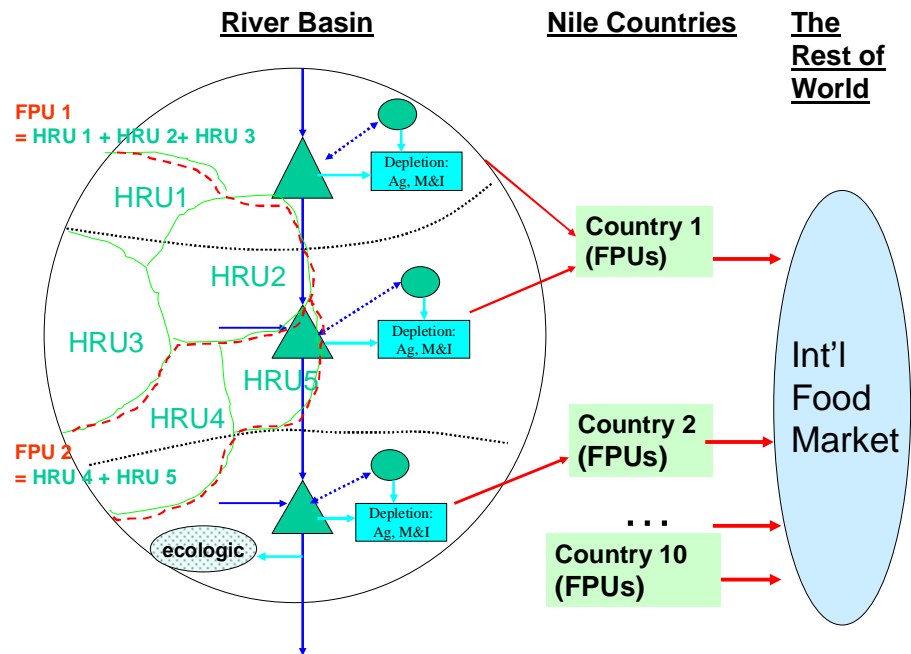 River Basin
Nile Countries
The
Rest of
World
FPU 1
= HRU 1 + HRU 2+ HRU 3
Depletion:
Ag, M&I
HRU1
HRU2
HRU3
Depletion:
Ag, M&I
HRU5
HRU4
FPU 2
= HRU 4 + HRU 5
Depletion:
Ag, M&I
ecologic
Country 1
(FPUs)
Country 2
(FPUs)
...
Country 10
(FPUs)
Int'l
Food
Market